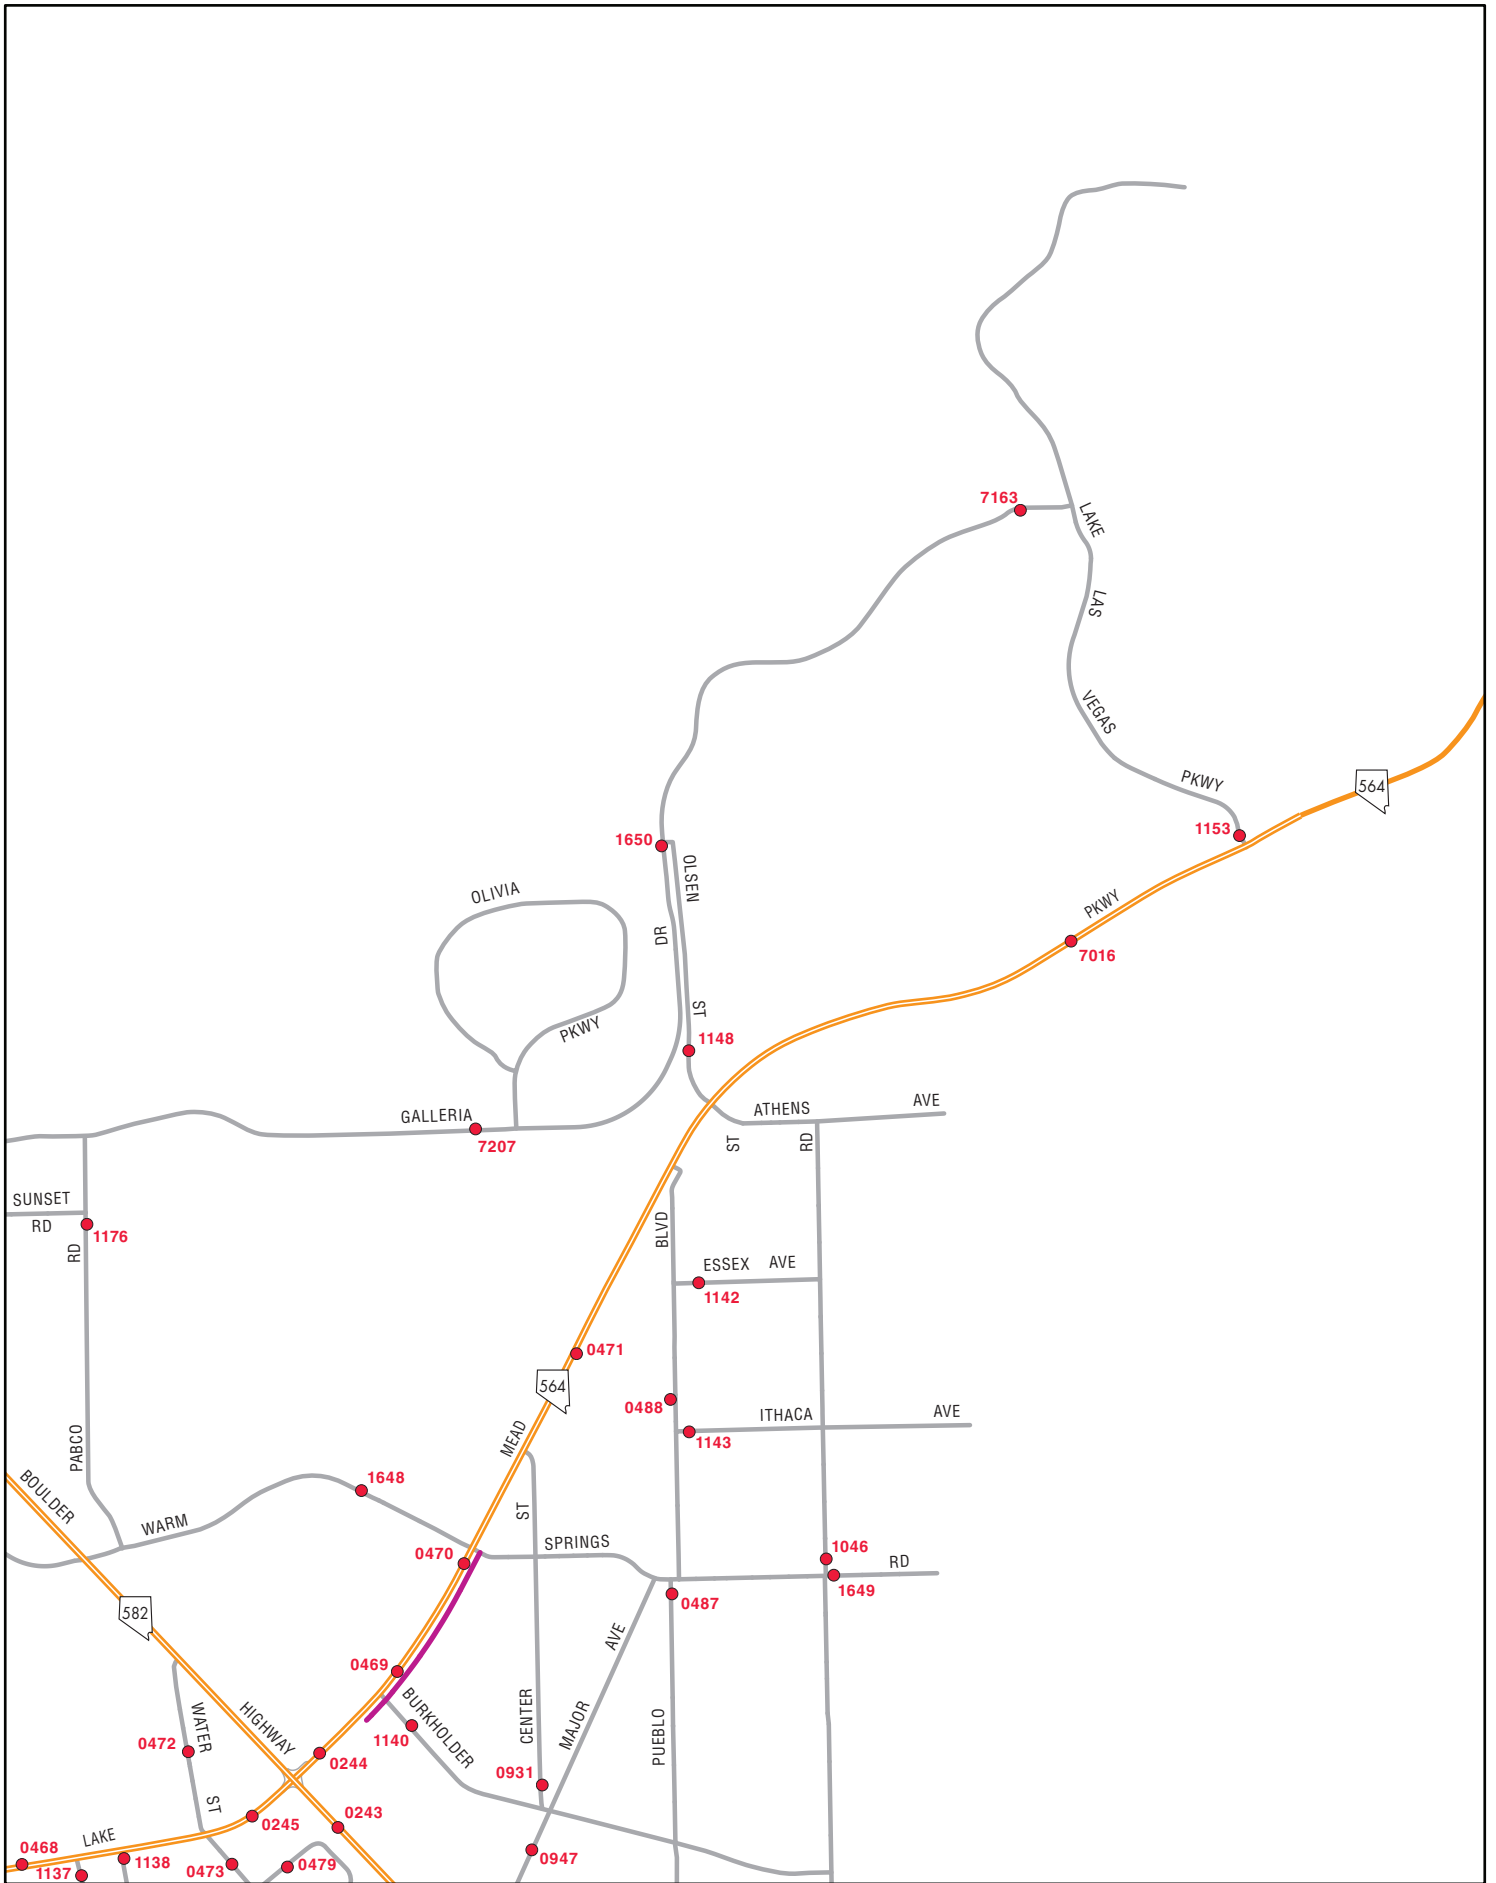 7163
LAKE
LAS
VEGAS
PKWY
564
1153
1650
OLSEN
OLIVIA
DR
PKWY
7016
ST
PKWY
1148
GALLERIA
ATHENS
AVE
7207
ST
RD
SUNSET
RD
1176
RD
BLVD
ESSEX AVE
1142
0471
564
0488
ITHACA
AVE
1143
MEAD
PABCO
1648
BOULDER
WARM
ST
SPRINGS
0470
1046
RD
1649
0487
582
AVE
0469
BURKHOLDER
WATER
HIGHWAY
CENTER
MAJOR
PUEBLO
0472
1140
0244
0931
ST
0245
0243
LAKE
0468
1137
1138
0473
0479
0947